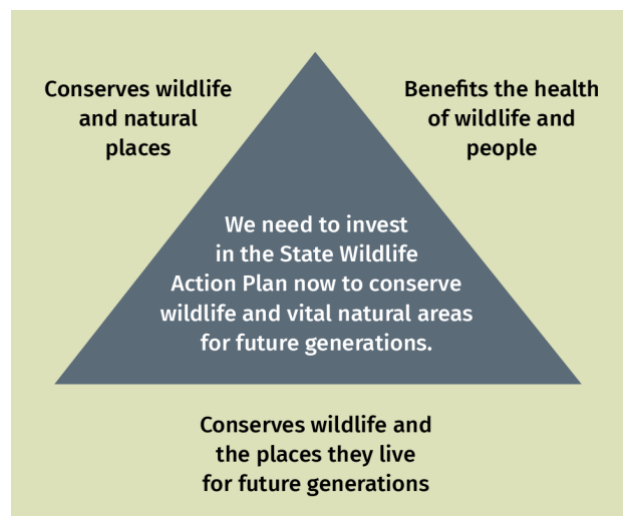 Conserves wildlife
and natural
places
Benefits the health
of wildlife and
people
We need to invest
in the State Wildlife
Action Plan now to conserve
wildlife and vital natural areas
for future generations.
Conserves wildlife and
the places they live
for future generations